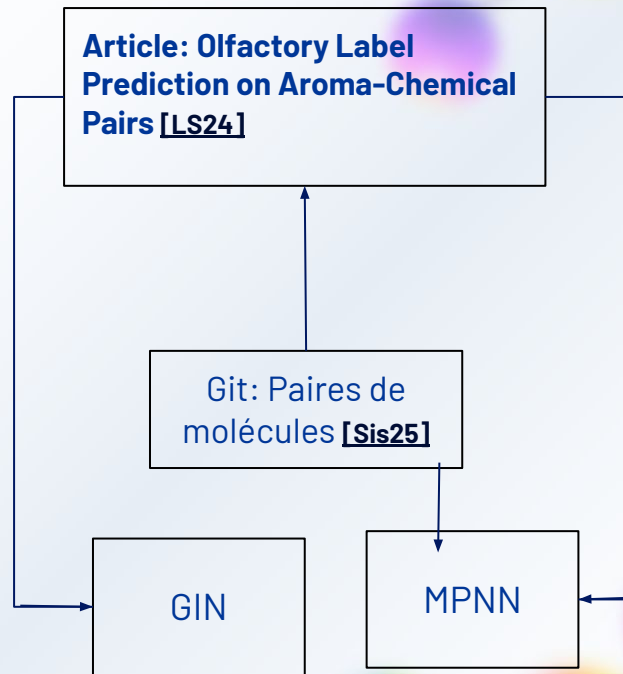 Article: Olfactory Label
Prediction on Aroma-Chemical
Pairs [LS24]
Git: Paires de
molécules [Sis25]
GIN
MPNN